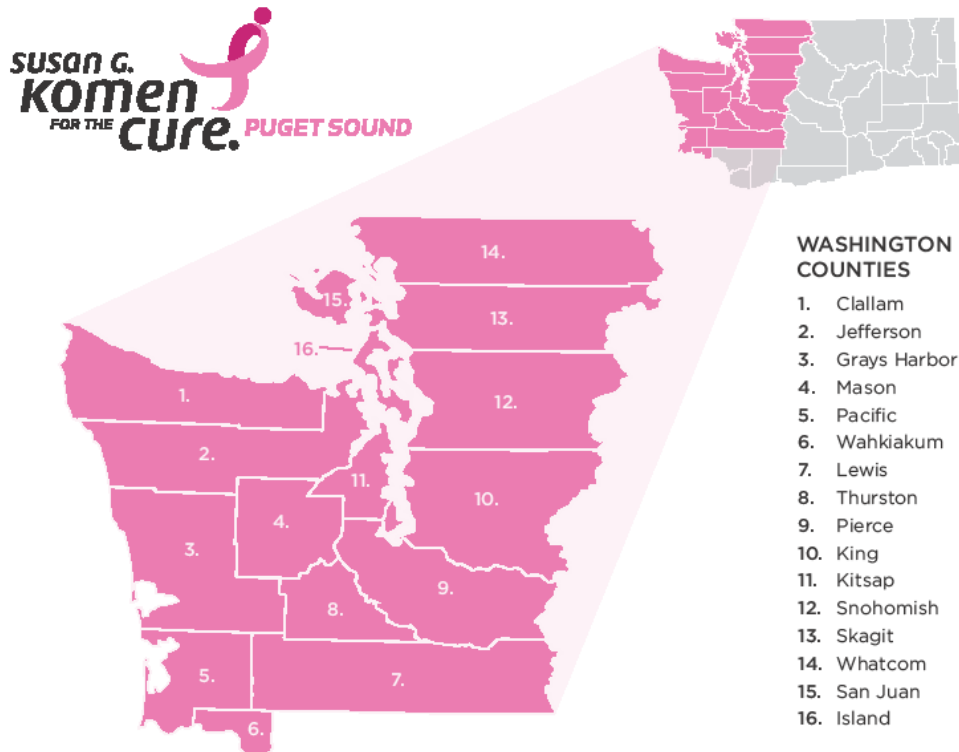 SUSAN G.
Komen
FOR THE
CURE. PUGET SOUND
WASHINGTON
COUNTIES
1. Clallam
2. Jefferson
3. Grays Harbor
4. Mason
5. Pacific
6. Wahkiakum
7. Lewis
8. Thurston
9. Pierce
10. King
11. Kitsap
12. Snohomish
13. Skagit
14. Whatcom
15. San Juan
16. Island
14.
15.
13.
16.
1.
12.
2.
11.
10.
4.
3.
9.
8.
5.
7.
6.